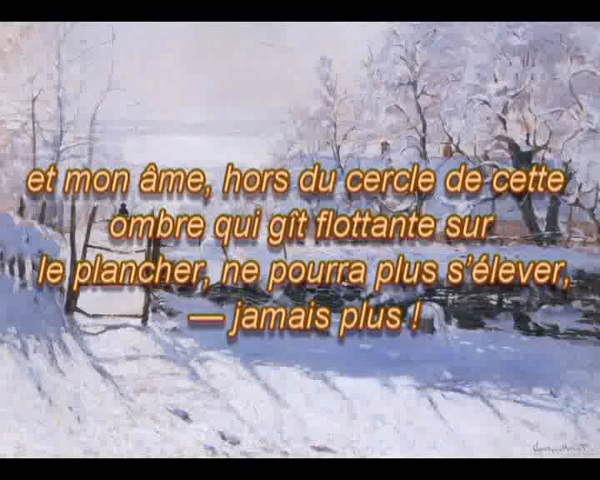 et mon âme, hors du cercle de cette
ombre qui gît flottante sur
le plancher, ne pourra plus s'élever,
— jamais plus !